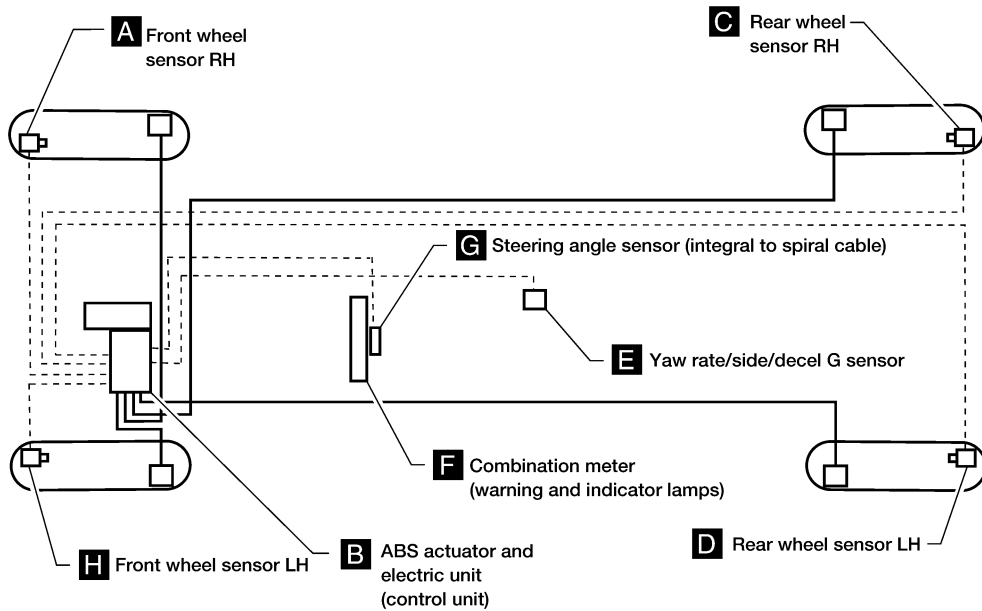 A Front wheel
sensor RH
C Rear wheel
sensor RH
G Steering angle sensor (integral to spiral cable)
E Yaw rate/side/decel G sensor
F Combination meter
(warning and indicator lamps)
H Front wheel sensor LH
B ABS actuator and
electric unit
(control unit)
D Rear wheel sensor LH